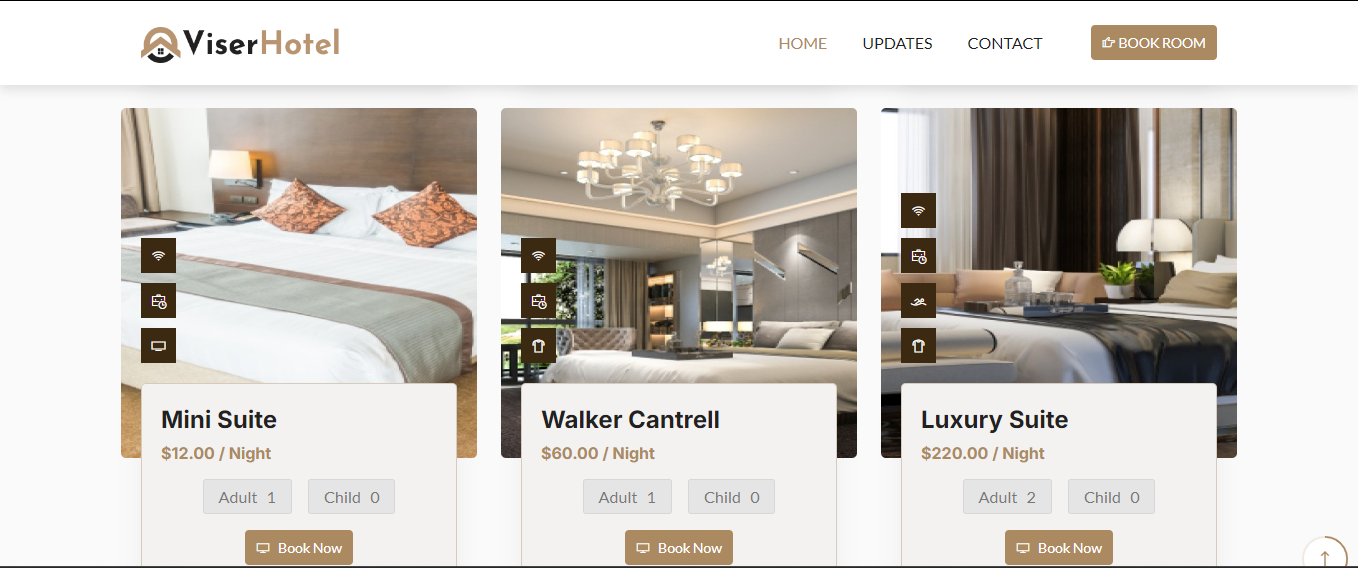 ViserHotel
HOME UPDATES CONTACT BOOK ROOM
Mini Suite
$12.00 / Night
Adult 1 Child 0
Book Now
Walker Cantrell
$60.00 / Night
Adult 1 Child 0
Book Now
Luxury Suite
$220.00 / Night
Adult 2 Child 0
Book Now